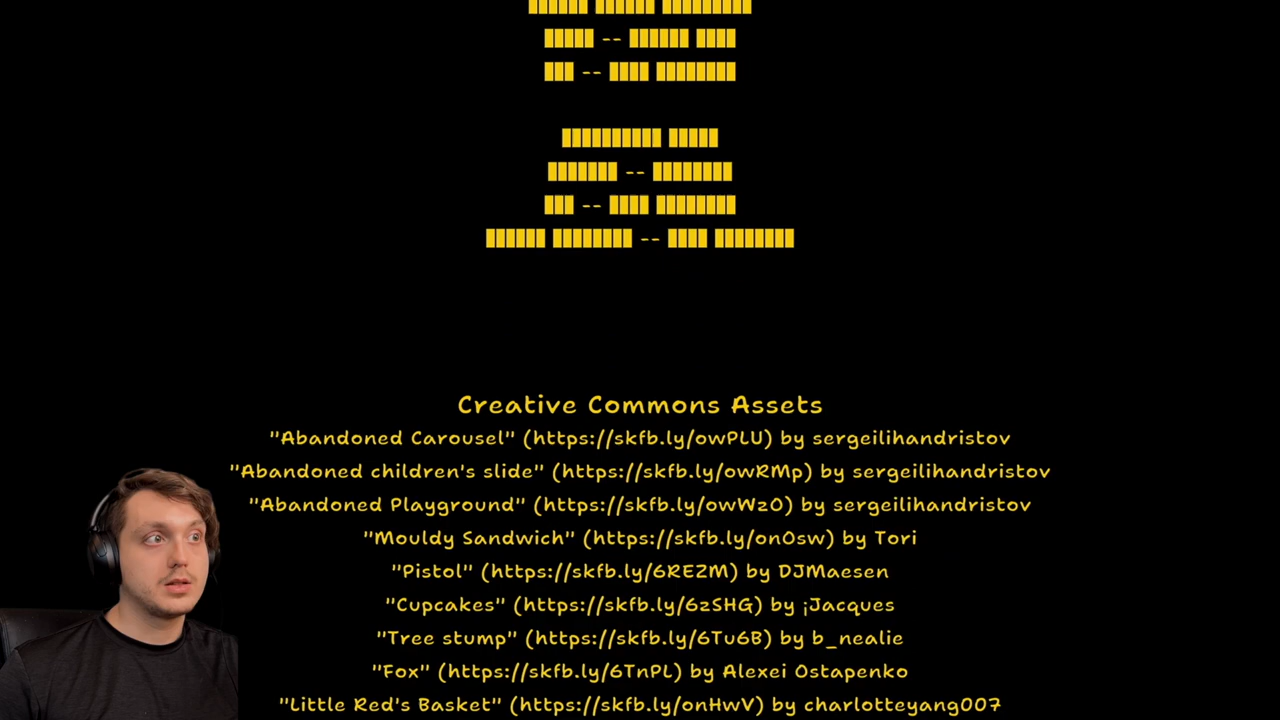 Creative Commons Assets
"Abandoned Carousel" (https://skfb.ly/owPLU) by sergeilihandristov
"Abandoned children's slide" (https://skfb.ly/owRMp) by sergeilihandristov
"Abandoned Playground" (https://skfb.ly/owWzO) by sergeilihandristov
"Mouldy Sandwich" (https://skfb.ly/onOsw) by Tori
"Pistol" (https://skfb.ly/6REZM) by DJMaesen
"Cupcakes" (https://skfb.ly/6zSHG) by ¡Jacques
"Tree stump" (https://skfb.ly/6Tu6B) by b_nealie
"Fox" (https://skfb.ly/6TnPL) by Alexei Ostapenko
"Little Red's Basket" (https://skfb.ly/onHwV) by charlotteyang007